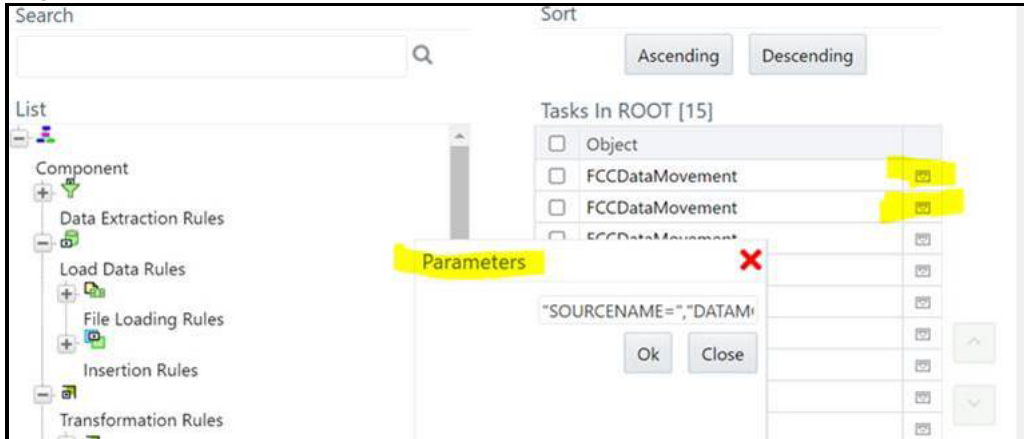 Search
Sort
Ascending
Descending
List
Tasks In ROOT [15]
Object
Component
FCCDataMovement
Data Extraction Rules
FCCDataMovement
FCCDataMovement
Load Data Rules
Parameters
"SOURCENAME=","DATAM
File Loading Rules
Ok
Close
Insertion Rules
Transformation Rules